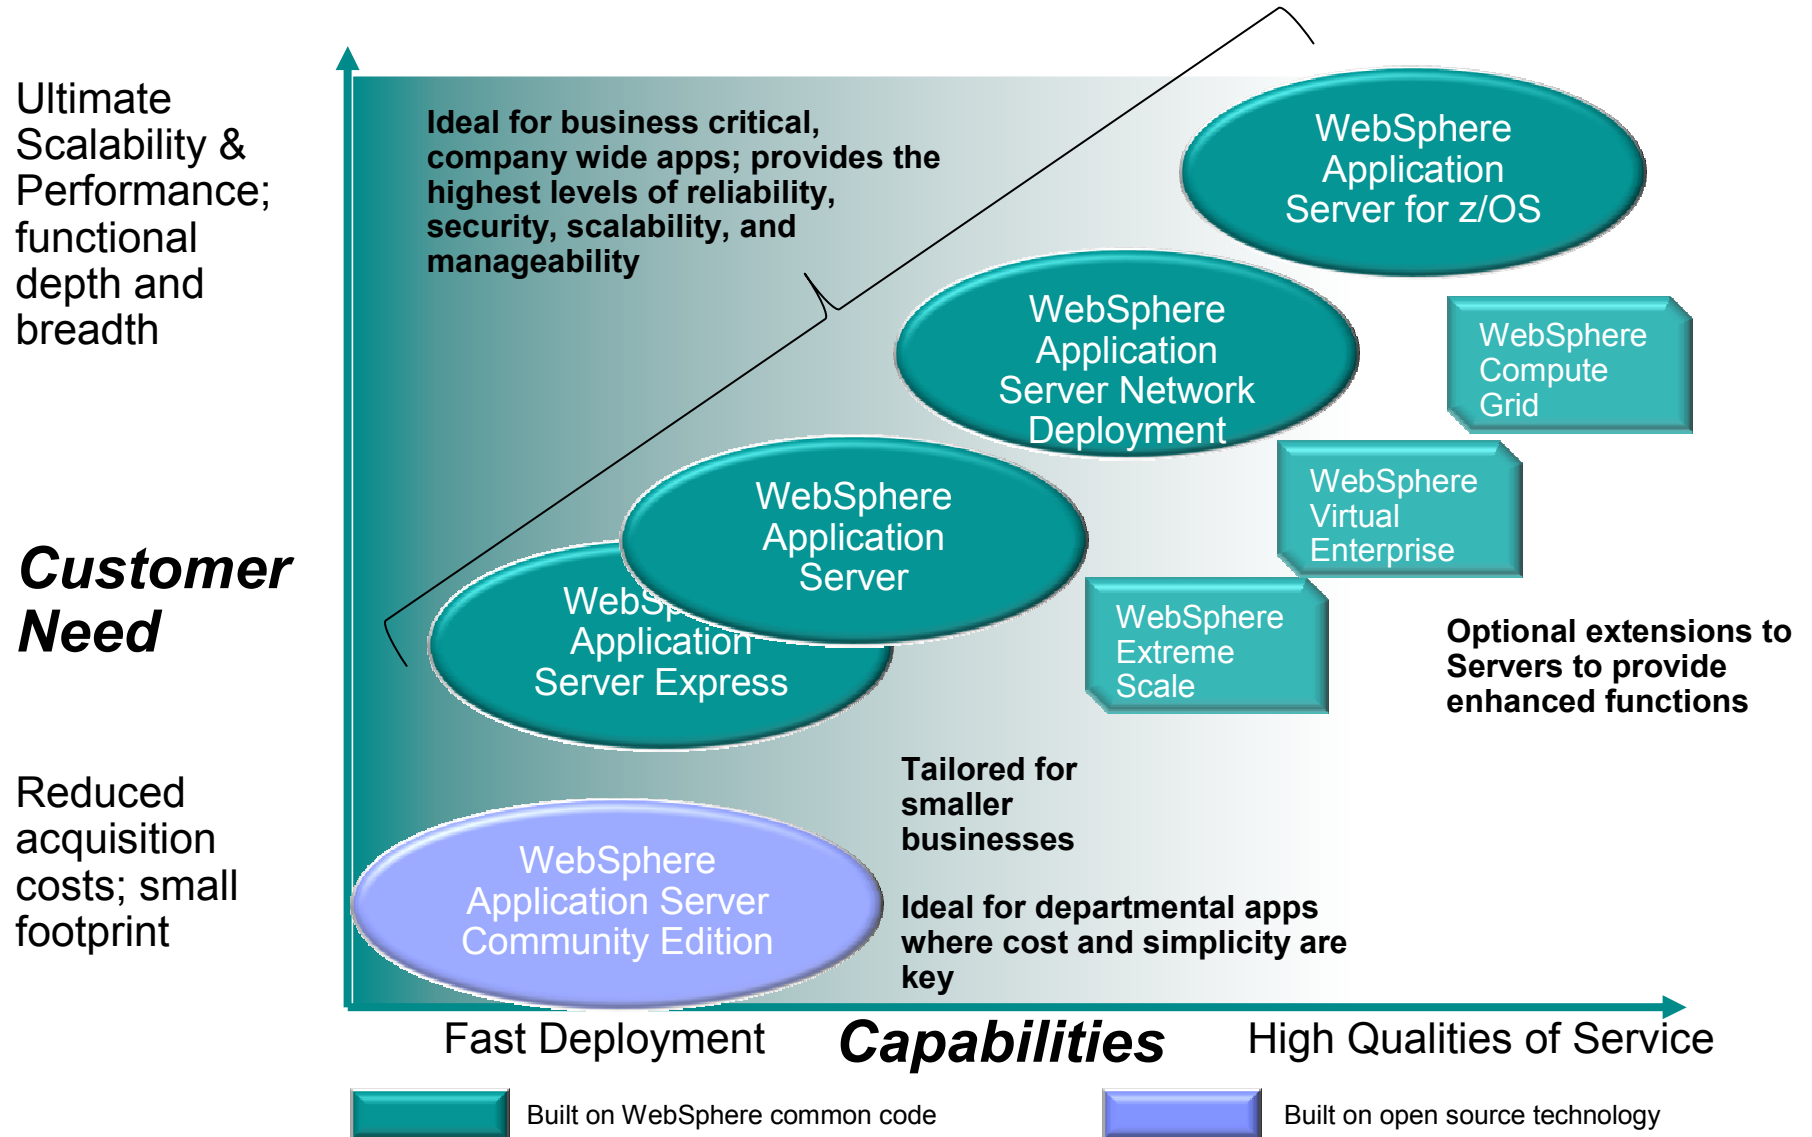 Ultimate
Scalability &
Performance;
functional
depth and
breadth
Ideal for business critical,
company wide apps; provides the
highest levels of reliability,
security, scalability, and
manageability
WebSphere
Application
Server for z/OS
WebSphere
Application
Server Network
Deployment
WebSphere
Compute
Grid
WebSphere
Application
Server
WebSphere
Virtual
Enterprise
Customer
Need
Application
Server Express
WebSphere
Extreme
Scale
Optional extensions to
Servers to provide
enhanced functions
Reduced
acquisition
costs; small
footprint
Tailored for
smaller
businesses
WebSphere
Application Server
Community Edition
Ideal for departmental apps
where cost and simplicity are
key
Fast Deployment
Capabilities
High Qualities of Service
Built on WebSphere common code
Built on open source technology